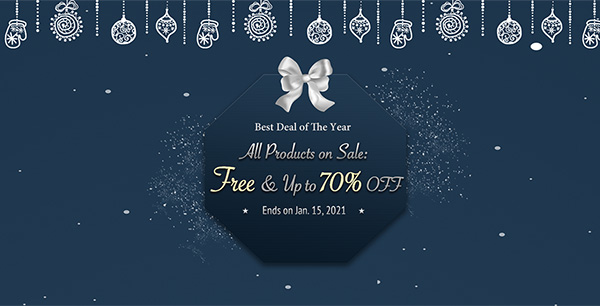 Best Deal of The Year
All Products on Sale:
Free & Up to 70% OFF
Ends on Jan. 15, 2021